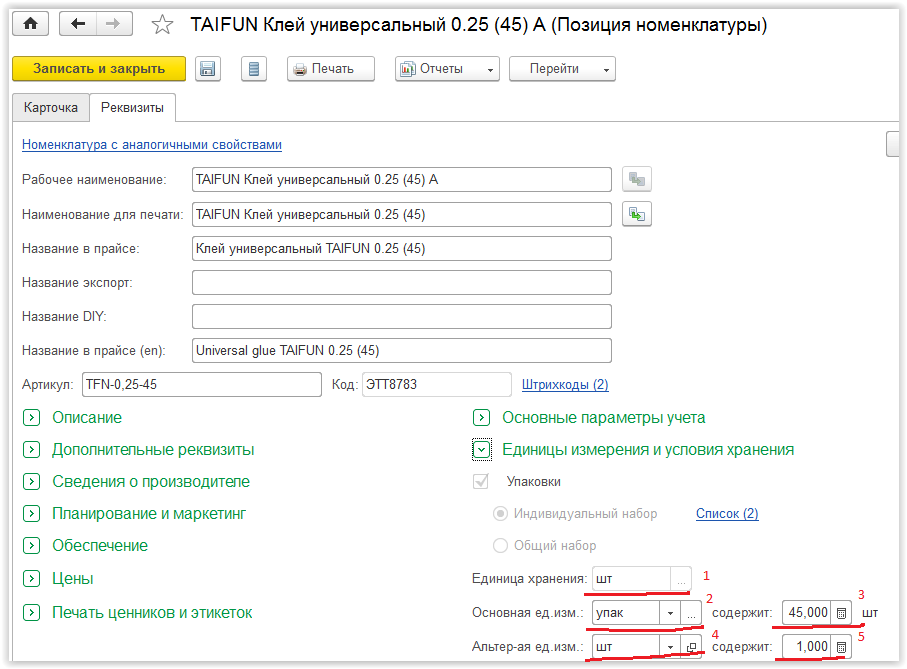 TAIFUN Клей универсальный 0.25 (45) А (Позиция номенклатуры)
Записать и закрыть Печать Отчеты Перейти
Карточка Реквизиты
Номенклатура с аналогичными свойствами
Рабочее наименование: TAIFUN Клей универсальный 0.25 (45) А
Наименование для печати: TAIFUN Клей универсальный 0.25 (45)
Название в прайсе: Клей универсальный TAIFUN 0.25 (45)
Название экспорт:
Название DIY:
Название в прайсе (en): Universal glue TAIFUN 0.25 (45)
Артикул: TFN-0,25-45 Код: ЭТТ8783 Штрихкоды (2)
Описание Основные параметры учета
Дополнительные реквизиты Единицы измерения и условия хранения
Сведения о производителе Упаковки
Планирование и маркетинг Индивидуальный набор Список (2)
Обеспечение Общий набор
Цены Единица хранения: шт ... 1
Печать ценников и этикеток Основная ед.изм.: упак ... 2 содержит: 45,000 3 шт
Альтер-ая ед.изм.: шт 4 содержит: 1,000 5